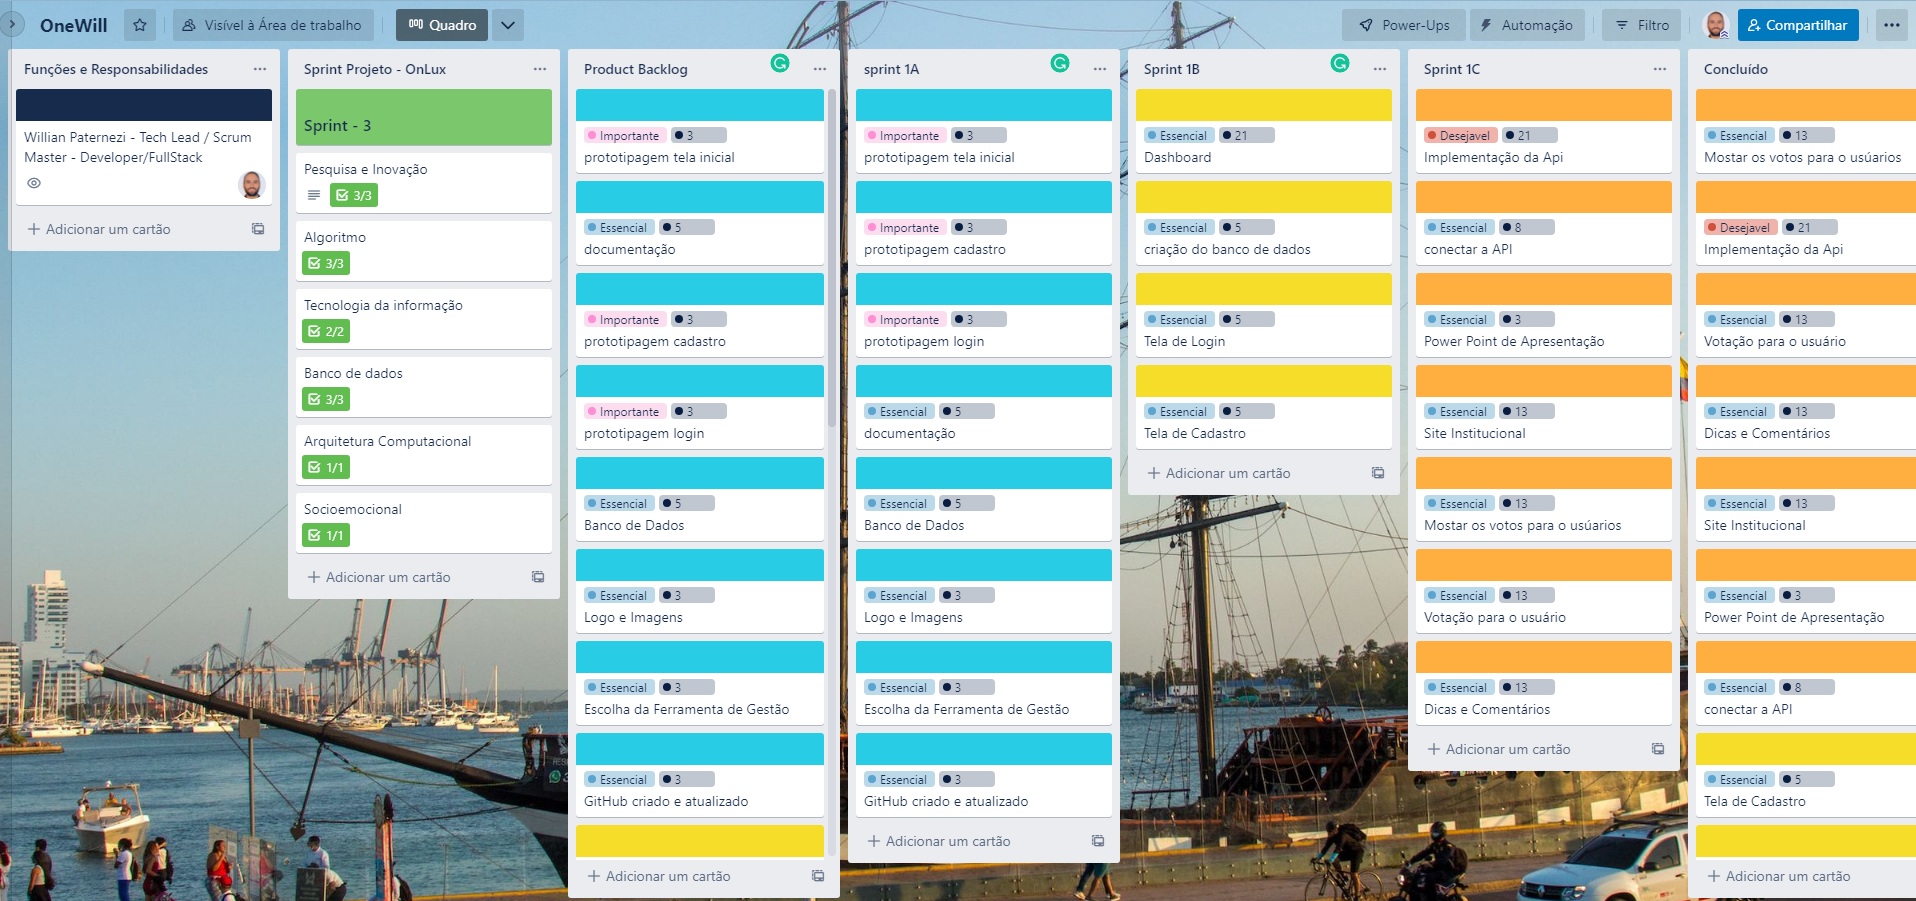 OneWill
Visível à Área de trabalho
Quadro
Power-Ups
Automação
Filtro
Compartilhar
Funções e Responsabilidades
Willian Paternezi - Tech Lead / Scrum
Master - Developer/FullStack
Adicionar um cartão
Sprint Projeto - OnLux
Sprint - 3
Pesquisa e Inovação
3/3
Algoritmo
3/3
Tecnologia da informação
2/2
Banco de dados
3/3
Arquitetura Computacional
1/1
Socioemocional
1/1
Adicionar um cartão
Product Backlog
Importante 3
prototipagem tela inicial
Essencial 5
documentação
Importante 3
prototipagem cadastro
Importante 3
prototipagem login
Essencial 5
Banco de Dados
Essencial 3
Logo e Imagens
Essencial 3
Escolha da Ferramenta de Gestão
Essencial 3
GitHub criado e atualizado
Adicionar um cartão
sprint 1A
Importante 3
prototipagem tela inicial
Importante 3
prototipagem cadastro
Importante 3
prototipagem login
Essencial 5
documentação
Essencial 5
Banco de Dados
Essencial 3
Logo e Imagens
Essencial 3
Escolha da Ferramenta de Gestão
Essencial 3
GitHub criado e atualizado
Adicionar um cartão
Sprint 1B
Essencial 21
Dashboard
Essencial 5
criação do banco de dados
Essencial 5
Tela de Login
Essencial 5
Tela de Cadastro
Adicionar um cartão
Sprint 1C
Desejavel 21
Implementação da Api
Essencial 8
conectar a API
Essencial 3
Power Point de Apresentação
Essencial 13
Site Institucional
Essencial 13
Mostar os votos para o usúarios
Essencial 13
Votação para o usuário
Essencial 13
Dicas e Comentários
Adicionar um cartão
Concluído
Essencial 13
Mostar os votos para o usúarios
Desejavel 21
Implementação da Api
Essencial 13
Votação para o usuário
Essencial 13
Dicas e Comentários
Essencial 13
Site Institucional
Essencial 3
Power Point de Apresentação
Essencial 8
conectar a API
Essencial 5
Tela de Cadastro
Adicionar um cartão